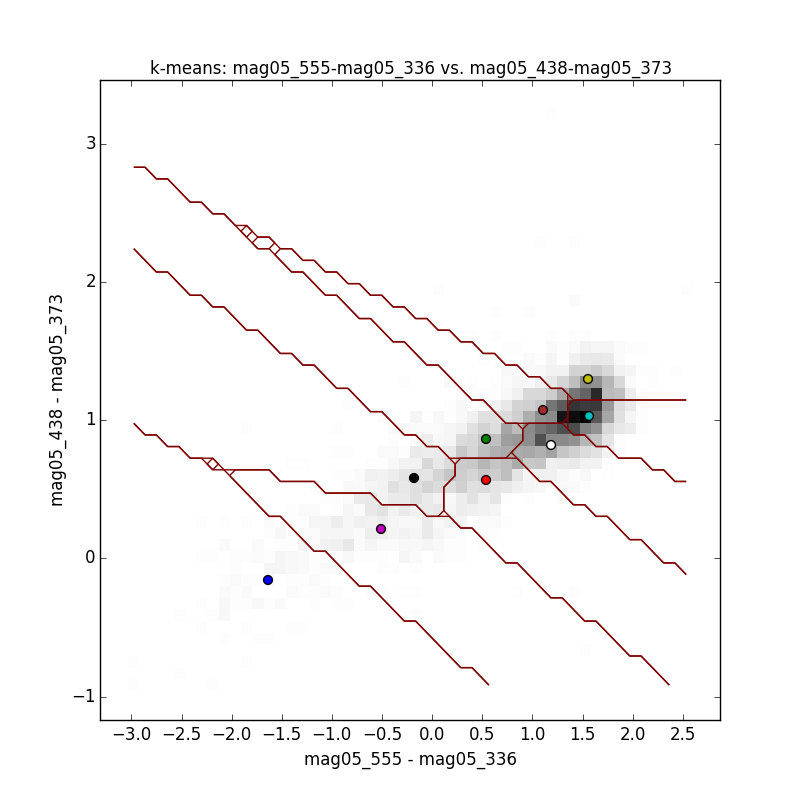 k-means: mag05_555-mag05_336 vs. mag05_438-mag05_373
3
2
1
0
−1
mag05_438 - mag05_373
−3.0 −2.5 −2.0 −1.5 −1.0 −0.5 0.0 0.5 1.0 1.5 2.0 2.5
mag05_555 - mag05_336